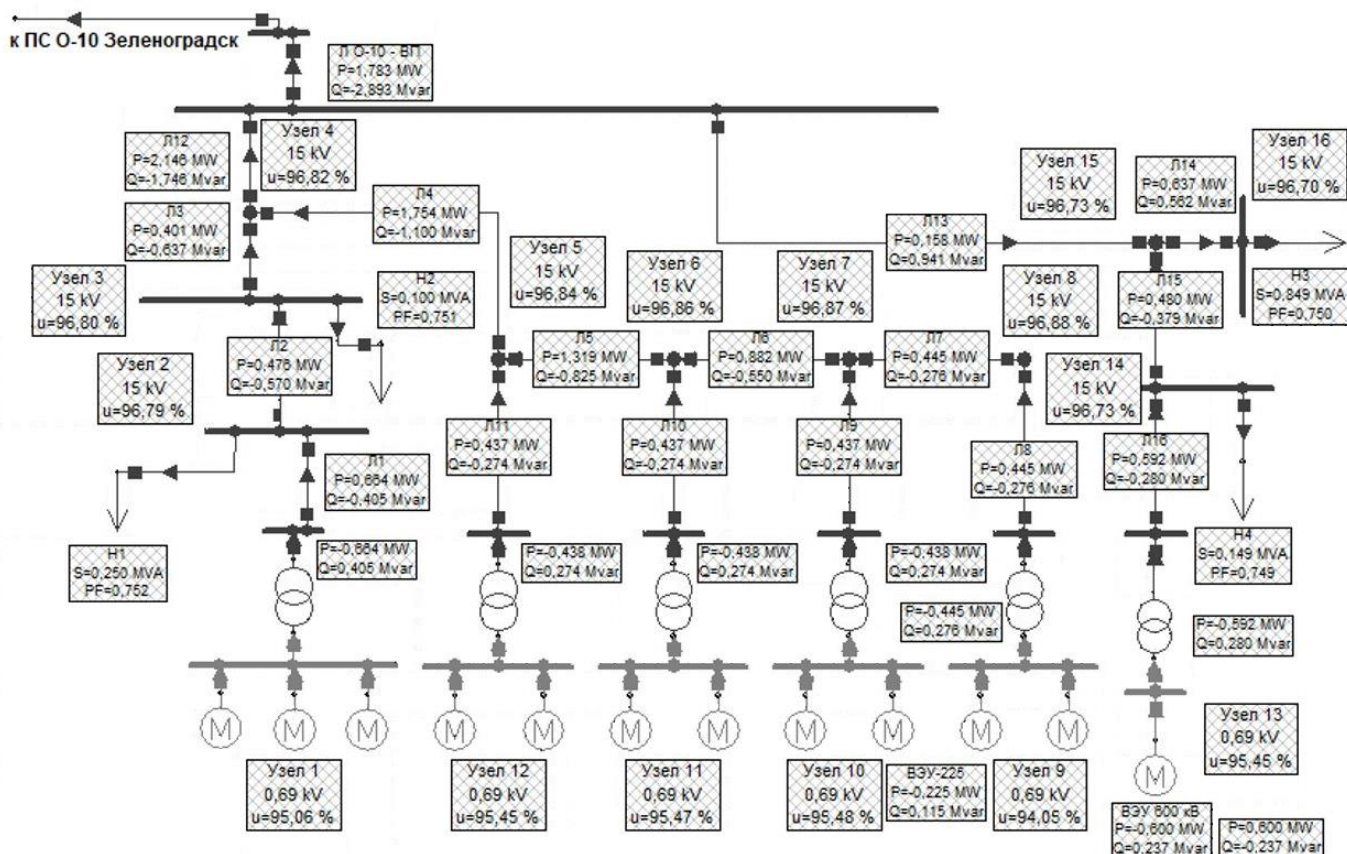 к ПС О-10 Зеленоградск
Л О-10 - ВП
P=1,783 MW
Q=-2,893 Mvar
Л12
P=2,146 MW
Q=-1,746 Mvar
Узел 4
15 kV
u=96,82 %
Л3
P=0,401 MW
Q=-0,637 Mvar
Л4
P=1,754 MW
Q=-1,100 Mvar
Узел 15
15 kV
u=96,73 %
Л14
P=0,637 MW
Q=0,562 Mvar
Узел 16
15 kV
u=96,70 %
Л13
P=0,158 MW
Q=0,941 Mvar
Узел 3
15 kV
u=96,80 %
Н2
S=0,100 MVA
PF=0,751
Узел 5
15 kV
u=96,84 %
Узел 6
15 kV
u=96,86 %
Узел 7
15 kV
u=96,87 %
Узел 8
15 kV
u=96,88 %
Л15
P=0,480 MW
Q=-0,379 Mvar
Н3
S=0,849 MVA
PF=0,750
Узел 2
15 kV
u=96,79 %
Л2
P=0,476 MW
Q=-0,570 Mvar
Л5
P=1,319 MW
Q=-0,825 Mvar
Л6
P=0,882 MW
Q=-0,550 Mvar
Л7
P=0,445 MW
Q=-0,276 Mvar
Узел 14
15 kV
u=96,73 %
Л1
P=0,664 MW
Q=-0,405 Mvar
Л11
P=0,437 MW
Q=-0,274 Mvar
Л10
P=0,437 MW
Q=-0,274 Mvar
Л9
P=0,437 MW
Q=-0,274 Mvar
Л8
P=0,445 MW
Q=-0,276 Mvar
Л16
P=0,592 MW
Q=-0,280 Mvar
Н1
S=0,250 MVA
PF=0,752
P=-0,664 MW
Q=0,405 Mvar
P=-0,438 MW
Q=0,274 Mvar
P=-0,438 MW
Q=0,274 Mvar
P=-0,438 MW
Q=0,274 Mvar
P=-0,445 MW
Q=0,276 Mvar
Н4
S=0,149 MVA
PF=0,749
P=-0,592 MW
Q=0,280 Mvar
M
M
M
M
M
M
M
M
M
M
M
M
Узел 1
0,69 kV
u=95,06 %
Узел 12
0,69 kV
u=95,45 %
Узел 11
0,69 kV
u=95,47 %
Узел 10
0,69 kV
u=95,48 %
ВЭУ-225
P=-0,225 MW
Q=0,115 Mvar
Узел 9
0,69 kV
u=94,05 %
Узел 13
0,69 kV
u=95,45 %
ВЭУ 600 кВ
P=-0,600 MW
Q=0,237 Mvar
P=0,600 MW
Q=-0,237 Mvar